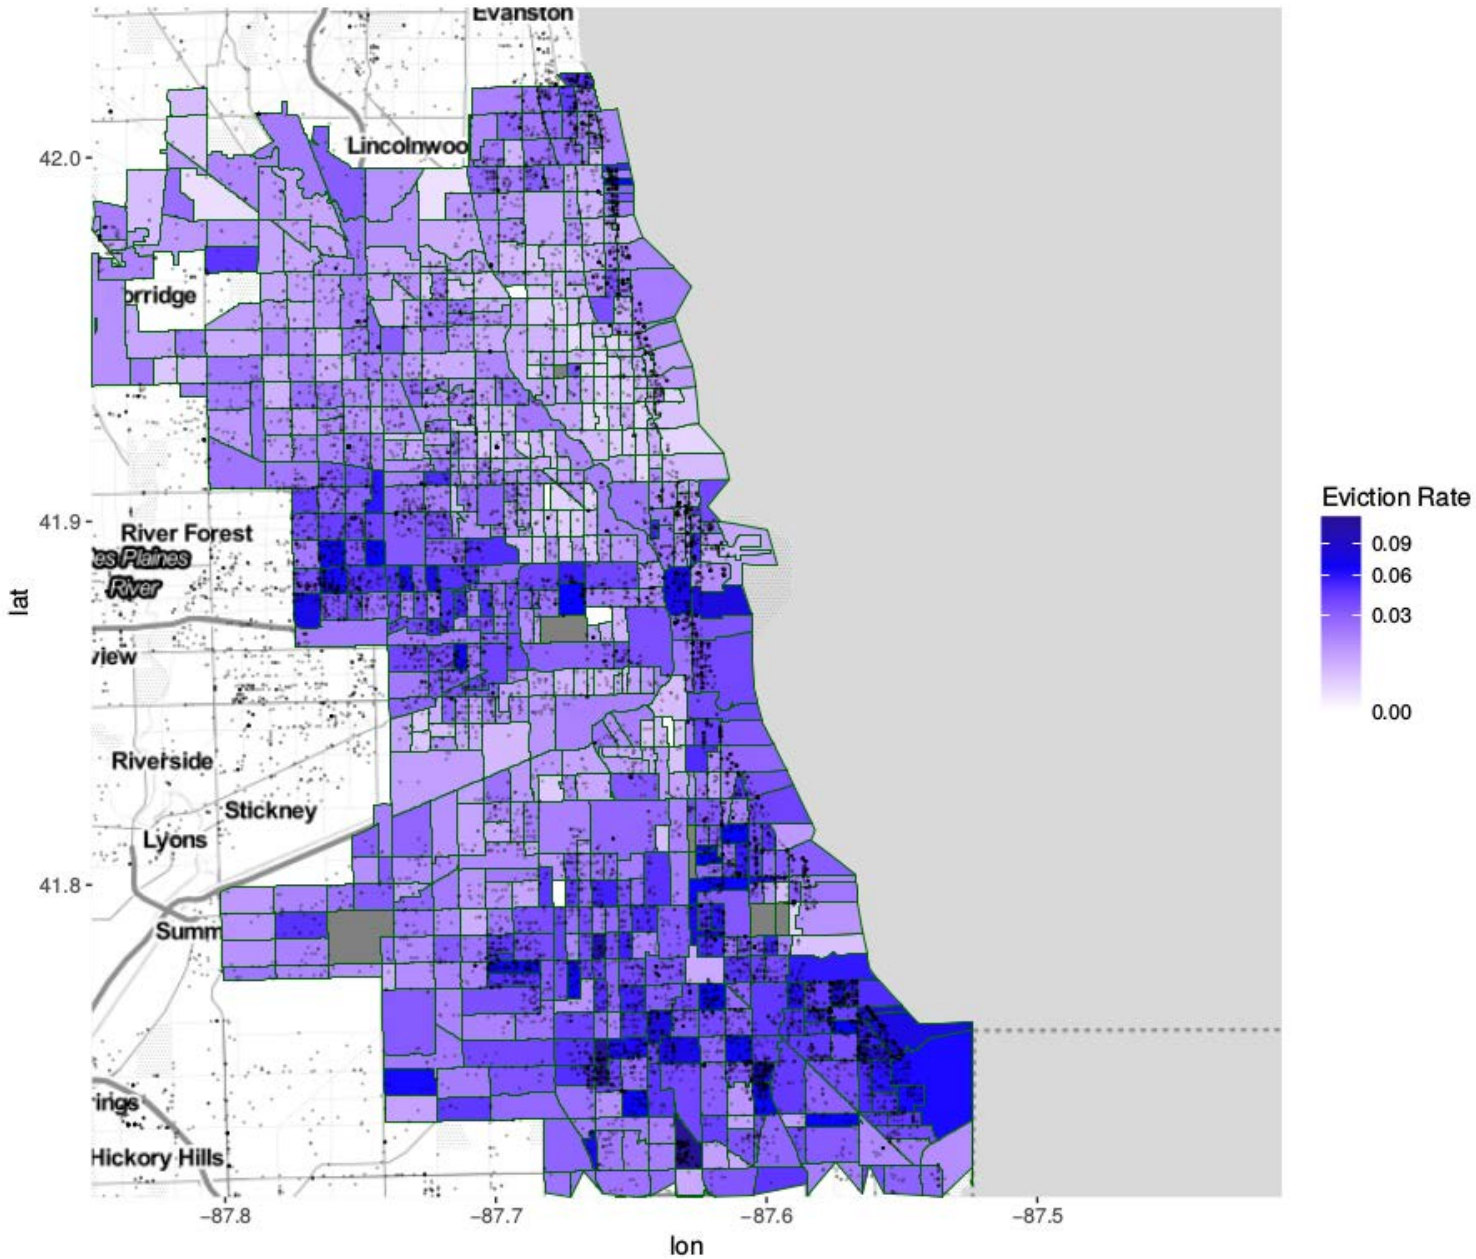 Evanston
Lincolnwoo
42.0
orridge
Eviction Rate
41.9
River Forest
es Plaines
River
0.09
0.06
0.03
0.00
lat
view
Riverside
Stickney
Lyons
41.8
Summ
rings
Hickory Hills
−87.8
−87.7
−87.6
−87.5
lon